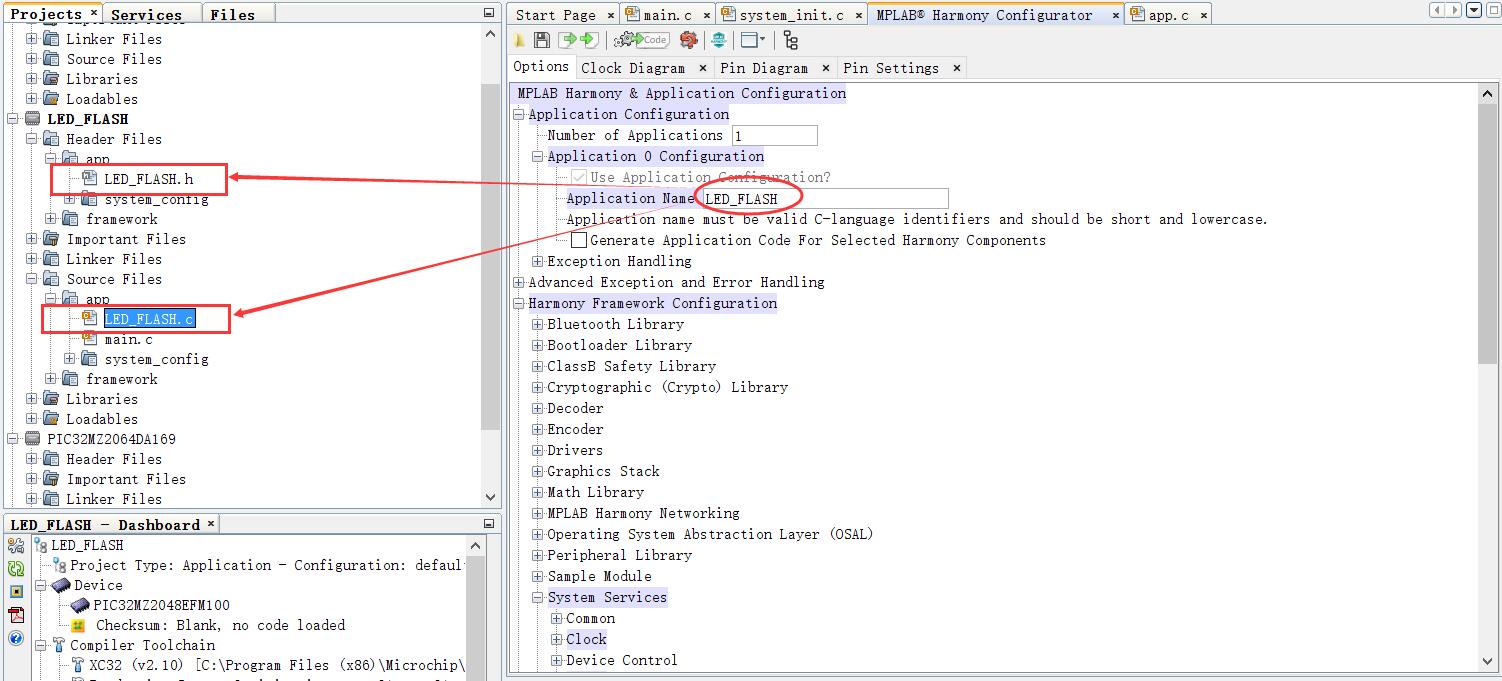 Projects × Services Files
Important Files
Linker Files
Source Files
Libraries
Loadables
LED_FLASH
Header Files
app
LED_FLASH.h
system_config
framework
Important Files
Linker Files
Source Files
app
LED_FLASH.c
main.c
system_config
framework
Libraries
Loadables
PIC32MZ2064DA169
Header Files
Important Files
Linker Files
LED_FLASH - Dashboard ×
LED_FLASH
Project Type: Application - Configuration: defaul
Device
PIC32MZ2048EFM100
Checksum: Blank, no code loaded
Compiler Toolchain
XC32 (v2.10) [C:\Program Files (x86)\Microchip\
Start Page × main.c × system_init.c × MPLAB® Harmony Configurator × app.c ×
Code
Options Clock Diagram × Pin Diagram × Pin Settings ×
MPLAB Harmony & Application Configuration
Application Configuration
Number of Applications 1
Application 0 Configuration
Use Application Configuration?
Application Name LED_FLASH
Application name must be valid C-language identifiers and should be short and lowercase.
Generate Application Code For Selected Harmony Components
Exception Handling
Advanced Exception and Error Handling
Harmony Framework Configuration
Bluetooth Library
Bootloader Library
ClassB Safety Library
Cryptographic (Crypto) Library
Decoder
Encoder
Drivers
Graphics Stack
Math Library
MPLAB Harmony Networking
Operating System Abstraction Layer (OSAL)
Peripheral Library
Sample Module
System Services
Common
Clock
Device Control